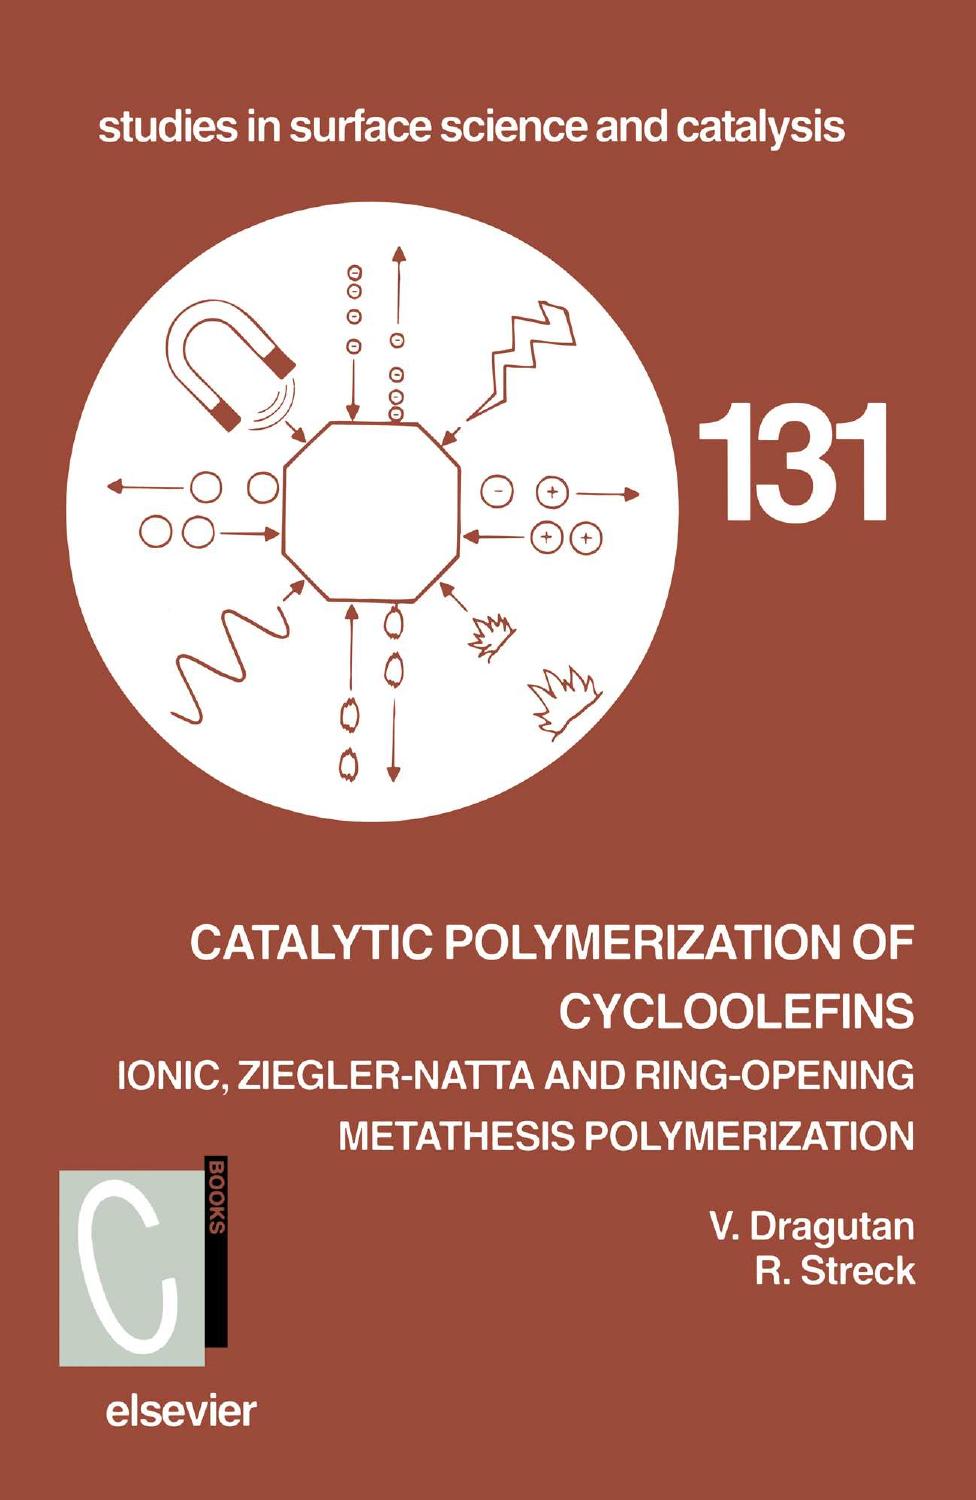 studies in surface science and catalysis
131
CATALYTIC POLYMERIZATION OF
CYCLOOLEFINS
IONIC, ZIEGLER-NATTA AND RING-OPENING
METATHESIS POLYMERIZATION
V. Dragutan
R. Streck
C
BOOKS
elsevier